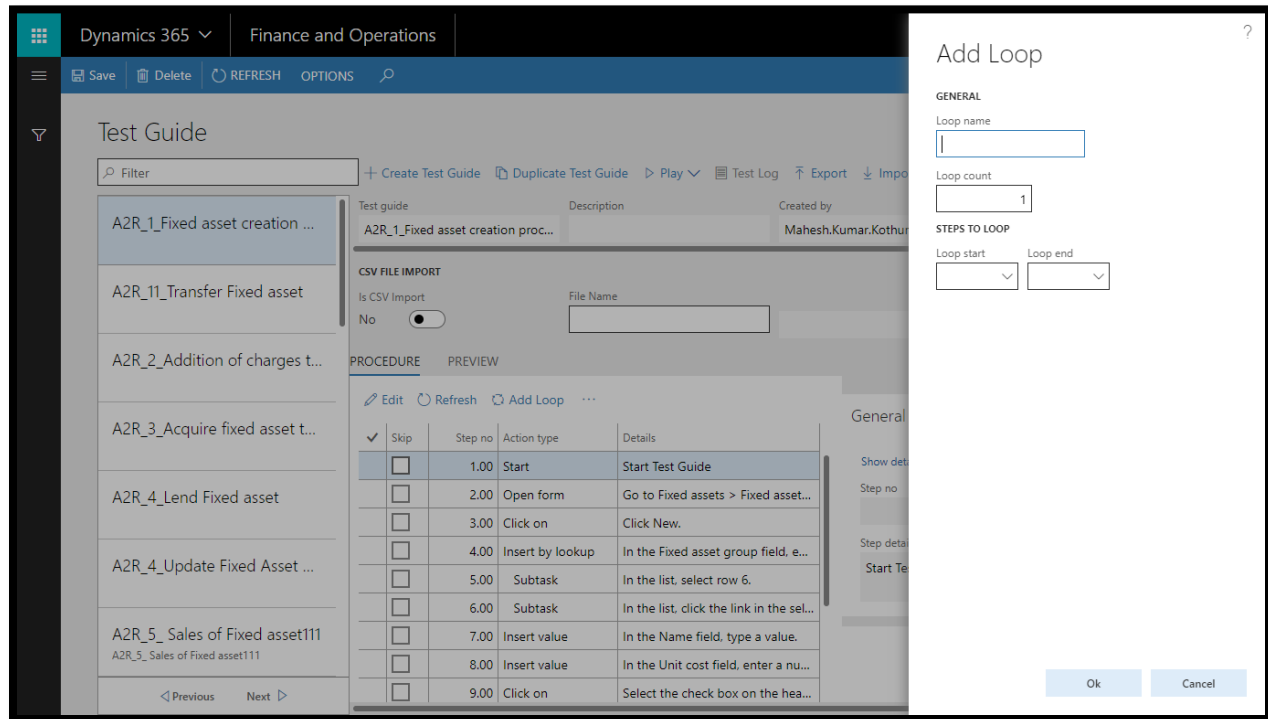 Dynamics 365
Finance and Operations
Save
Delete
REFRESH
OPTIONS
Test Guide
Filter
Create Test Guide
Duplicate Test Guide
Play
Test Log
Export
Impo
A2R_1_Fixed asset creation ...
A2R_11_Transfer Fixed asset
A2R_2_Addition of charges t...
A2R_3_Acquire fixed asset t...
A2R_4_Lend Fixed asset
A2R_4_Update Fixed Asset ...
A2R_5_ Sales of Fixed asset111
A2R_5_ Sales of Fixed asset111
Previous
Next
Test guide
Description
Created by
A2R_1_Fixed asset creation proc...
Mahesh.Kumar.Kothur
CSV FILE IMPORT
Is CSV Import
File Name
No
PROCEDURE
PREVIEW
Edit
Refresh
Add Loop
...
Skip Step no Action type Details
1.00 Start Start Test Guide
2.00 Open form Go to Fixed assets > Fixed asset...
3.00 Click on Click New.
4.00 Insert by lookup In the Fixed asset group field, e...
5.00 Subtask In the list, select row 6.
6.00 Subtask In the list, click the link in the sel...
7.00 Insert value In the Name field, type a value.
8.00 Insert value In the Unit cost field, enter a nu...
9.00 Click on Select the check box on the hea...
General
Show deta
Step no
Step detai
Start Te
?
Add Loop
GENERAL
Loop name
Loop count
1
STEPS TO LOOP
Loop start
Loop end
Ok
Cancel